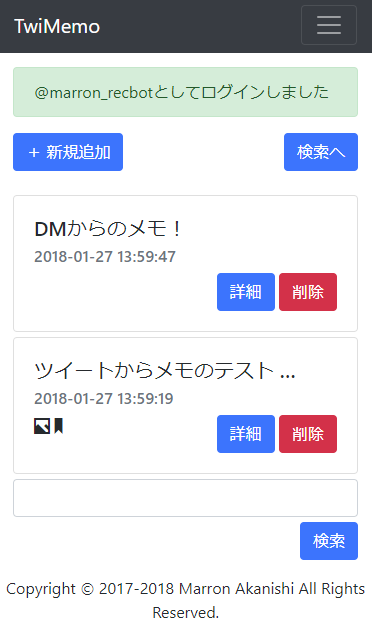 TwiMemo
@marron_recbotとしてログインしました
＋ 新規追加
検索へ
DMからのメモ！
2018-01-27 13:59:47
詳細
削除
ツイートからメモのテスト ...
2018-01-27 13:59:19
詳細
削除
検索
Copyright © 2017-2018 Marron Akanishi All Rights
Reserved.